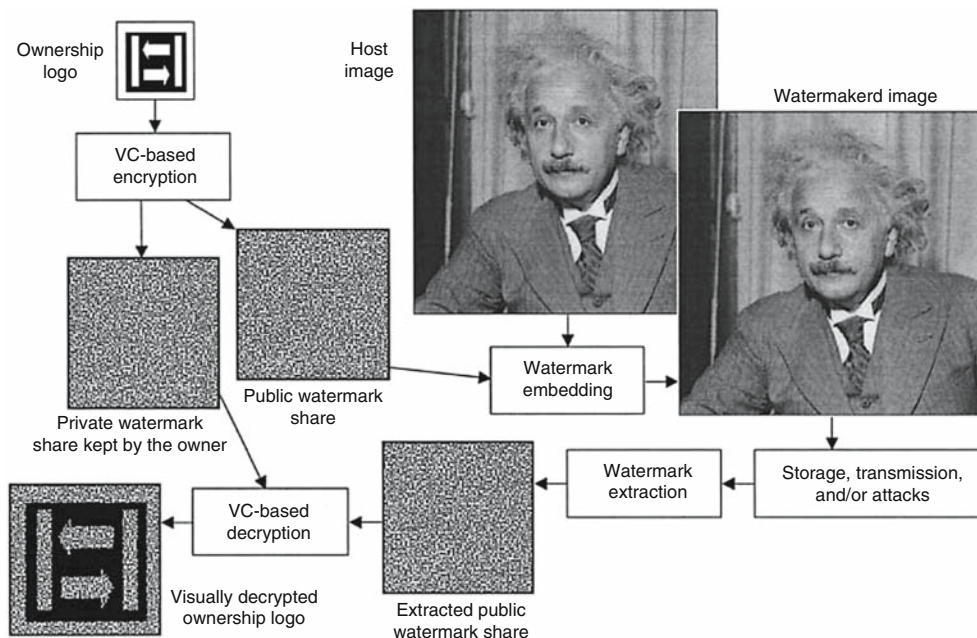 Ownership
logo
Host
image
Watermakerd image
VC-based
encryption
Watermark
embedding
Public watermark
share
Private watermark
share kept by the owner
Storage, transmission,
and/or attacks
Watermark
extraction
VC-based
decryption
Visually decrypted
ownership logo
Extracted public
watermark share